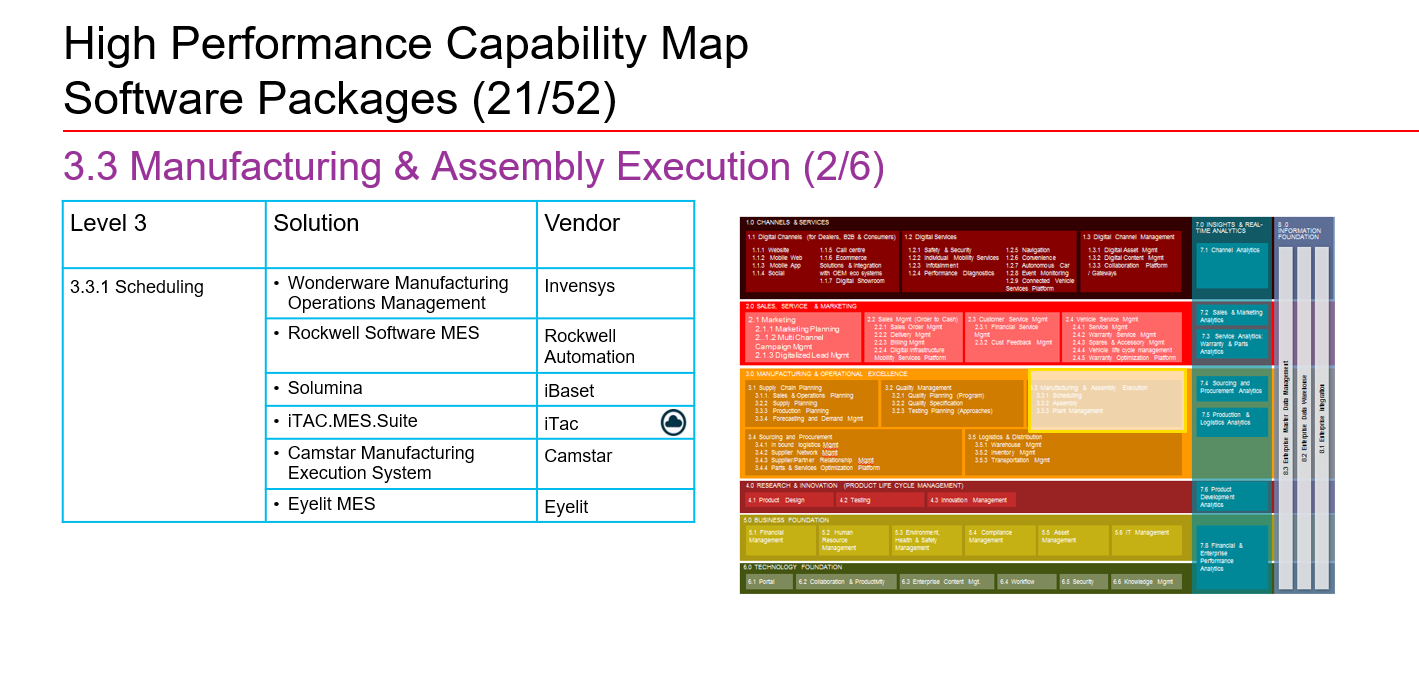 High Performance Capability Map
Software Packages (21/52)
3.3 Manufacturing & Assembly Execution (2/6)
Level 3
Solution
Vendor
3.3.1 Scheduling
• Wonderware Manufacturing
Operations Management
Invensys
• Rockwell Software MES
Rockwell
Automation
• Solumina
iBaset
• iTAC.MES.Suite
iTac
• Camstar Manufacturing
Execution System
Camstar
• Eyelit MES
Eyelit
1.0 CHANNELS & SERVICES
1.1 Digital Channels (for Dealers, B2B & Consumers)
1.1.1 Website
1.1.2 Mobile Web
1.1.3 Mobile App
1.1.4 Social
1.1.5 Call centre
1.1.6 Ecommerce
Solutions & Integration
with OEM eco systems
1.1.7 Digital Showroom
1.2 Digital Services
1.2.1 Safety & Security
1.2.2 Individual Mobility Services
1.2.3 Infotainment
1.2.4 Performance Diagnostics
1.2.5 Navigation
1.2.6 Convenience
1.2.7 Autonomous Car
1.2.8 Event Monitoring
1.2.9 Connected Vehicle
Services Platform
1.3 Digital Channel Management
1.3.1 Digital Asset Mgmt
1.3.2 Digital Content Mgmt
1.3.3 Collaboration Platform
/ Gateways
2.0 SALES, SERVICE & MARKETING
2.1 Marketing
2.1.1 Marketing Planning
2..1.2 Multi Channel
Campaign Mgmt
2.1.3 Digitalized Lead Mgmt
2.2 Sales Mgmt (Order to Cash)
2.2.1 Sales Order Mgmt
2.2.2 Delivery Mgmt
2.2.3 Billing Mgmt
2.2.4 Digital Infrastructure
Mobility Services Platform
2.3 Customer Service Mgmt
2.3.1 Financial Service
Mgmt
2.3.2 Cust Feedback Mgmt
2.4 Vehicle Service Mgmt
2.4.1 Service Mgmt
2.4.2 Warranty Service Mgmt
2.4.3 Spares & Accessory Mgmt
2.4.4 Vehicle life cycle management
2.4.5 Warranty Optimization Platform
3.0 MANUFACTURING & OPERATIONAL EXCELLENCE
3.1 Supply Chain Planning
3.1.1 Sales & Operations Planning
3.2.2 Supply Planning
3.3.3 Production Planning
3.3.4 Forecasting and Demand Mgmt
3.2 Quality Management
3.2.1 Quality Planning (Program)
3.2.2 Quality Specification
3.2.3 Testing Planning (Approaches)
3.3 Manufacturing & Assembly Execution
3.3.1 Scheduling
3.3.2 Assembly
3.3.3 Plant Management
3.4 Sourcing and Procurement
3.4.1 In bound logistics Mgmt
3.4.2 Supplier Network Mgmt
3.4.3 Supplier/Partner Relationship Mgmt
3.4.4 Parts & Services Optimization Platform
3.5 Logistics & Distribution
3.5.1 Warehouse Mgmt
3.5.2 Inventory Mgmt
3.5.3 Transportation Mgmt
4.0 RESEARCH & INNOVATION (PRODUCT LIFE CYCLE MANAGEMENT)
4.1 Product Design
4.2 Testing
4.3 Innovation Management
5.0 BUSINESS FOUNDATION
5.1 Financial
Management
5.2 Human
Resource
Management
5.3 Environment,
Health & Safety
Management
5.4 Compliance
Management
5.5 Asset
Management
5.6 IT Management
6.0 TECHNOLOGY FOUNDATION
6.1 Portal
6.2 Collaboration & Productivity
6.3 Enterprise Content Mgt.
6.4 Workflow
6.5 Security
6.6 Knowledge Mgmt
7.0 INSIGHTS & REAL-
TIME ANALYTICS
7.1 Channel Analytics
7.2 Sales & Marketing
Analytics
7.3 Service Analytics:
Warranty & Parts
Analytics
7.4 Sourcing and
Procurement Analytics
7.5 Production &
Logistics Analytics
7.6 Product
Development
Analytics
7.8 Financial &
Enterprise
Performance
Analytics
8.0
INFORMATION
FOUNDATION
8.3 Enterprise Master Data Management
8.2 Enterprise Data Warehouse
8.1 Enterprise Integration